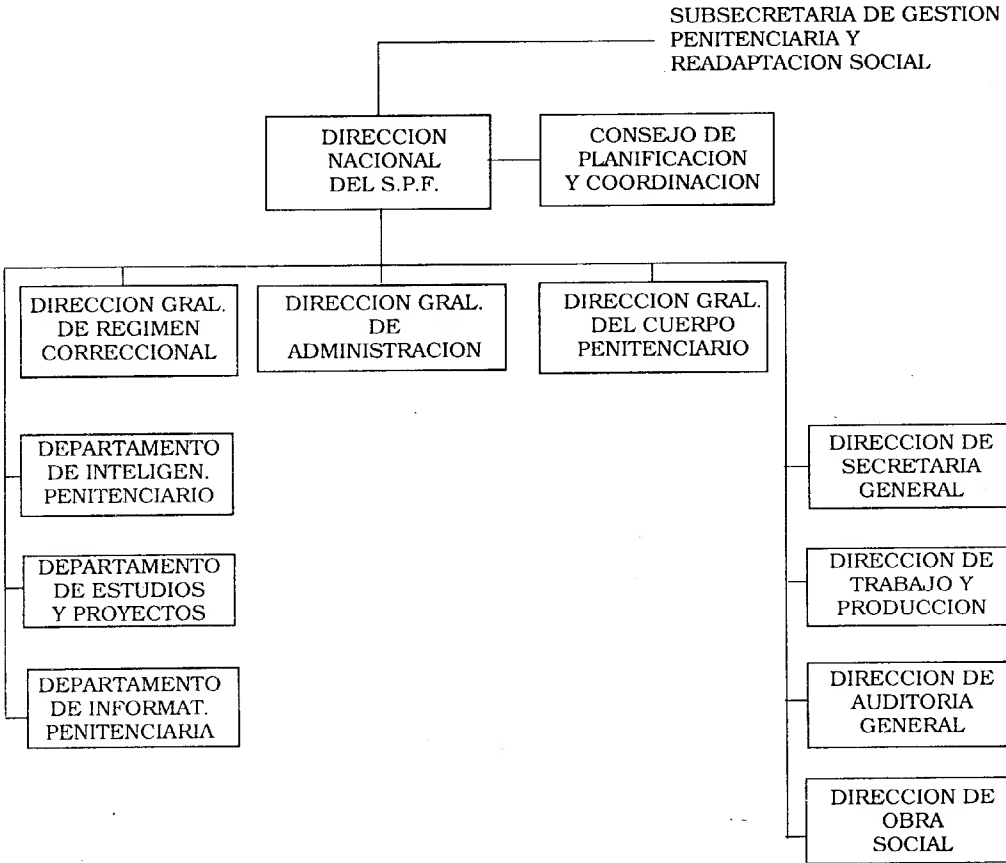 SUBSECRETARIA DE GESTION
PENITENCIARIA Y
READAPTACION SOCIAL
DIRECCION
NACIONAL
DEL S.P.F.
CONSEJO DE
PLANIFICACION
Y COORDINACION
DIRECCION GRAL.
DE REGIMEN
CORRECCIONAL
DIRECCION GRAL.
DE
ADMINISTRACION
DIRECCION GRAL.
DEL CUERPO
PENITENCIARIO
DEPARTAMENTO
DE INTELIGEN.
PENITENCIARIO
DEPARTAMENTO
DE ESTUDIOS
Y PROYECTOS
DEPARTAMENTO
DE INFORMAT.
PENITENCIARIA
DIRECCION DE
SECRETARIA
GENERAL
DIRECCION DE
TRABAJO Y
PRODUCCION
DIRECCION DE
AUDITORIA
GENERAL
DIRECCION DE
OBRA
SOCIAL